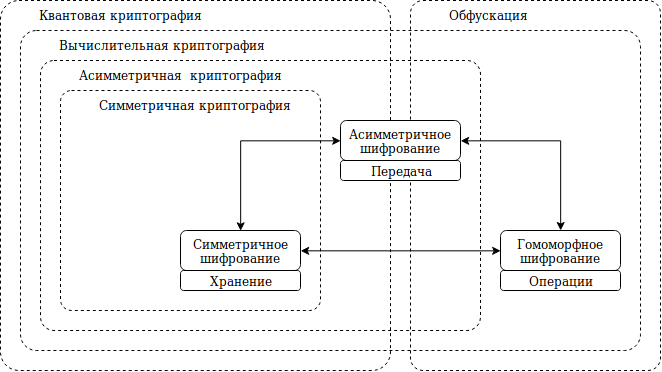 Квантовая криптография
Обфускация
Вычислительная криптография
Асимметричная криптография
Симметричная криптография
Асимметричное
шифрование
Передача
Симметричное
шифрование
Хранение
Гомоморфное
шифрование
Операции